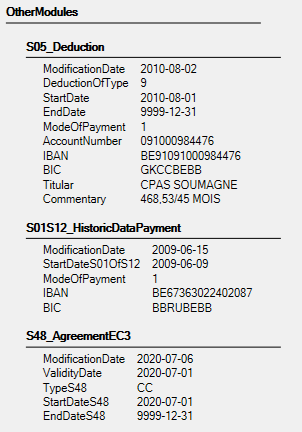 OtherModules
S05_Deduction
ModificationDate 2010-08-02
DeductionOfType 9
StartDate 2010-08-01
EndDate 9999-12-31
ModeOfPayment 1
AccountNumber 091000984476
IBAN BE91091000984476
BIC GKCCBEBB
Titular CPAS SOUMAGNE
Commentary 468,53/45 MOIS
S01S12_HistoricDataPayment
ModificationDate 2009-06-15
StartDateS01OfS12 2009-06-09
ModeOfPayment 1
IBAN BE67363022402087
BIC BBRUBEBB
S48_AgreementEC3
ModificationDate 2020-07-06
ValidityDate 2020-07-01
TypeS48 CC
StartDateS48 2020-07-01
EndDateS48 9999-12-31